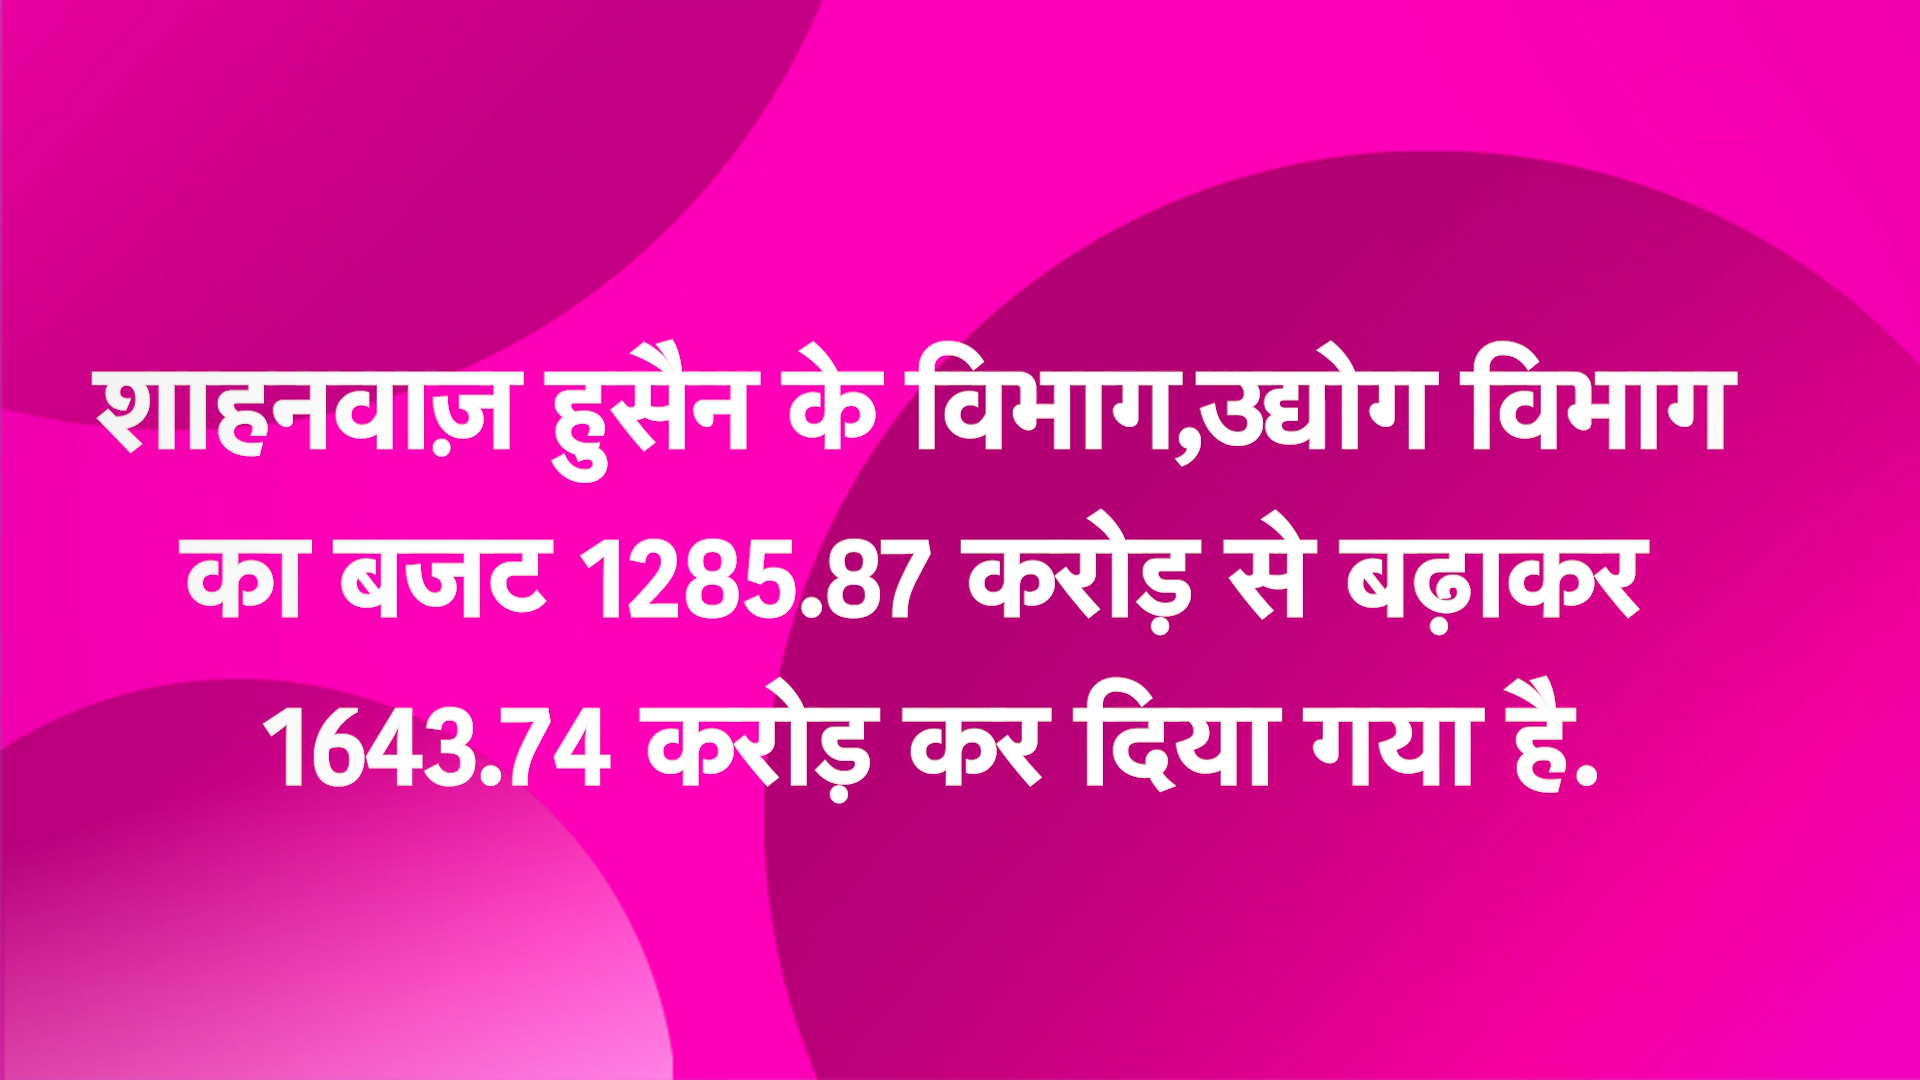 शाहनवाज़ हुसैन के विभाग,उद्योग विभाग
का बजट 1285.87 करोड़ से बढ़ाकर
1643.74 करोड़ कर दिया गया है.